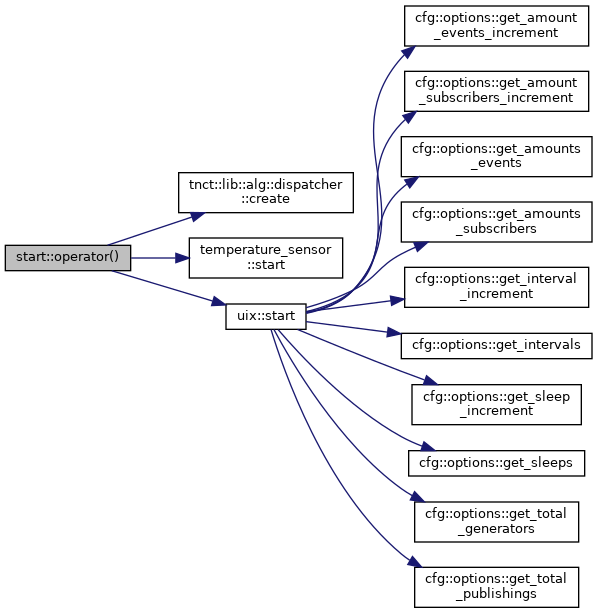 cfg::options::get_amount
_events_increment
cfg::options::get_amount
_subscribers_increment
cfg::options::get_amounts
_events
tnct::lib::alg::dispatcher
::create
cfg::options::get_amounts
_subscribers
start::operator()
temperature_sensor
::start
cfg::options::get_interval
_increment
uix::start
cfg::options::get_intervals
cfg::options::get_sleep
_increment
cfg::options::get_sleeps
cfg::options::get_total
_generators
cfg::options::get_total
_publishings